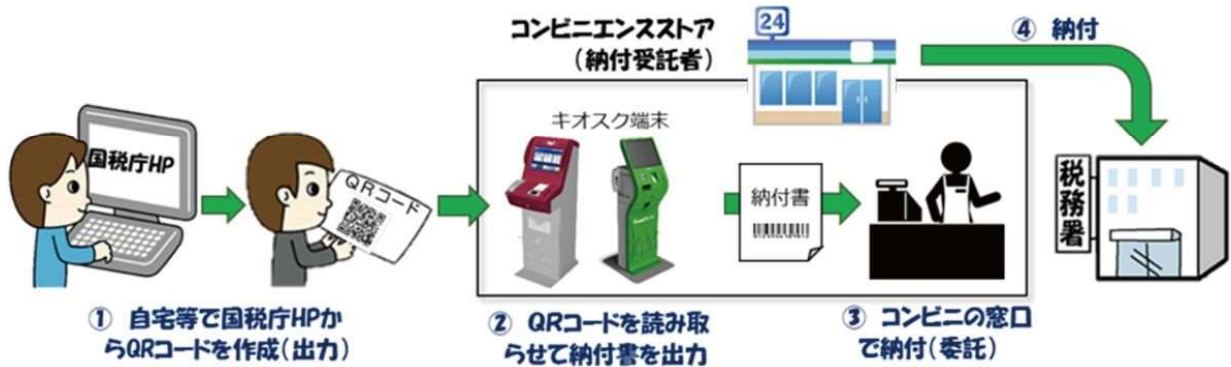 コンビニエンスストア
(納付受託者)
24
④ 納付
国税庁HP
QRコード
キオスク端末
納付書
税務署
① 自宅等で国税庁HPか
らQRコードを作成(出力)
② QRコードを読み取
らせて納付書を出力
③ コンビニの窓口
で納付(委託)